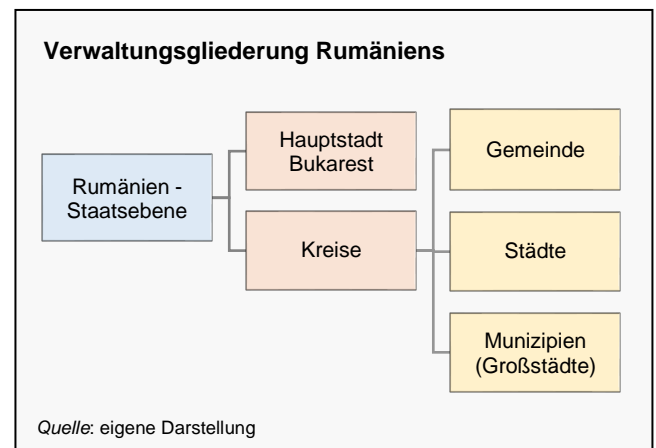 Verwaltungsgliederung Rumäniens
Rumänien -
Staatsebene
Hauptstadt
Bukarest
Kreise
Gemeinde
Städte
Munizipien
(Großstädte)
Quelle: eigene Darstellung